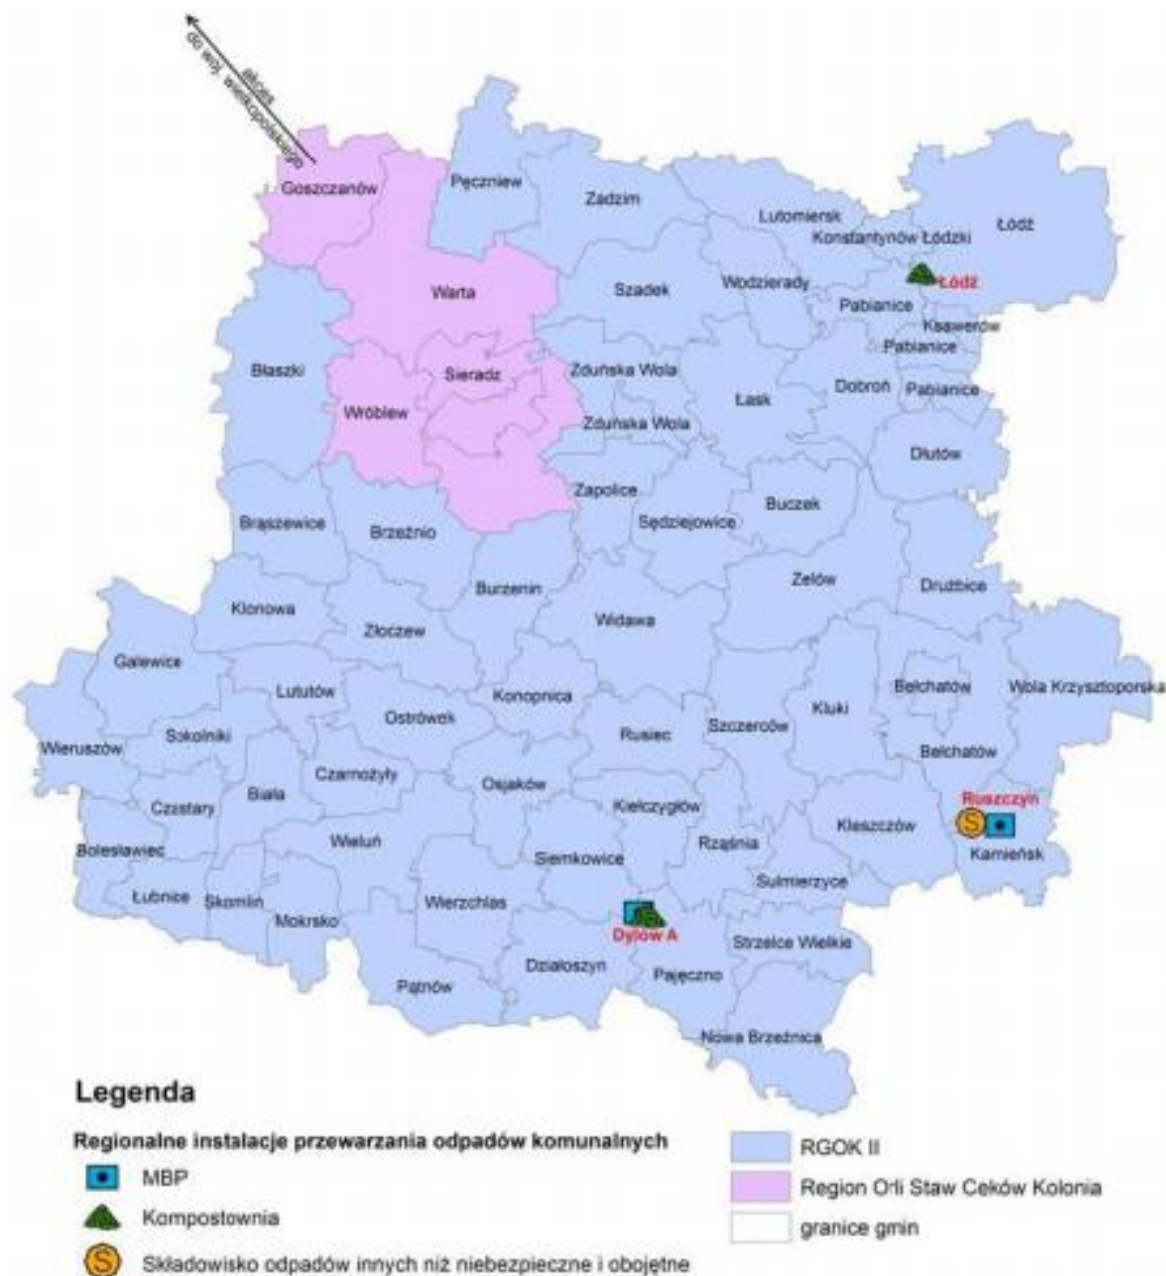 akces
do woj. wielkopolskiego
Goszczanów
Pęczniew
Zadzim
Lutomiersk
Łódź
Konstantynów Łódzki
Warta
Szadek
Wodzierady
Łódź
Pabianice
Ksawerów
Pabianice
Błaszki
Sieradz
Zduńska Wola
Łask
Dobroń
Pabianice
Wróblew
Zduńska Wola
Dłutów
Zapolice
Buczek
Brąszewice
Brzeźnio
Sędziejowice
Burzenin
Zelów
Drużbice
Klonowa
Złoczew
Widawa
Galewice
Lututów
Konopnica
Bełchatów
Wola Krzysztoporska
Ostrówek
Kluki
Szczerców
Sokolniki
Rusiec
Wieruszów
Bełchatów
Czarnożyły
Osjaków
Biała
Czastary
Kiełczygłów
Ruszczyn
Kleszczów
S
Wieluń
Rząśnia
Bolesławiec
Siemkowice
Kamieńsk
Sulmierzyce
Łubnice
Skomlin
Wierzchlas
Mokrsko
Dylów A
Strzelce Wielkie
Działoszyn
Pajęczno
Pątnów
Nowa Brzeźnica
Legenda
Regionalne instalacje przewarzania odpadów komunalnych
MBP
Kompostownia
S Składowisko odpadów innych niż niebezpieczne i obojętne
RGOK II
Region Orli Staw Ceków Kolonia
granice gmin